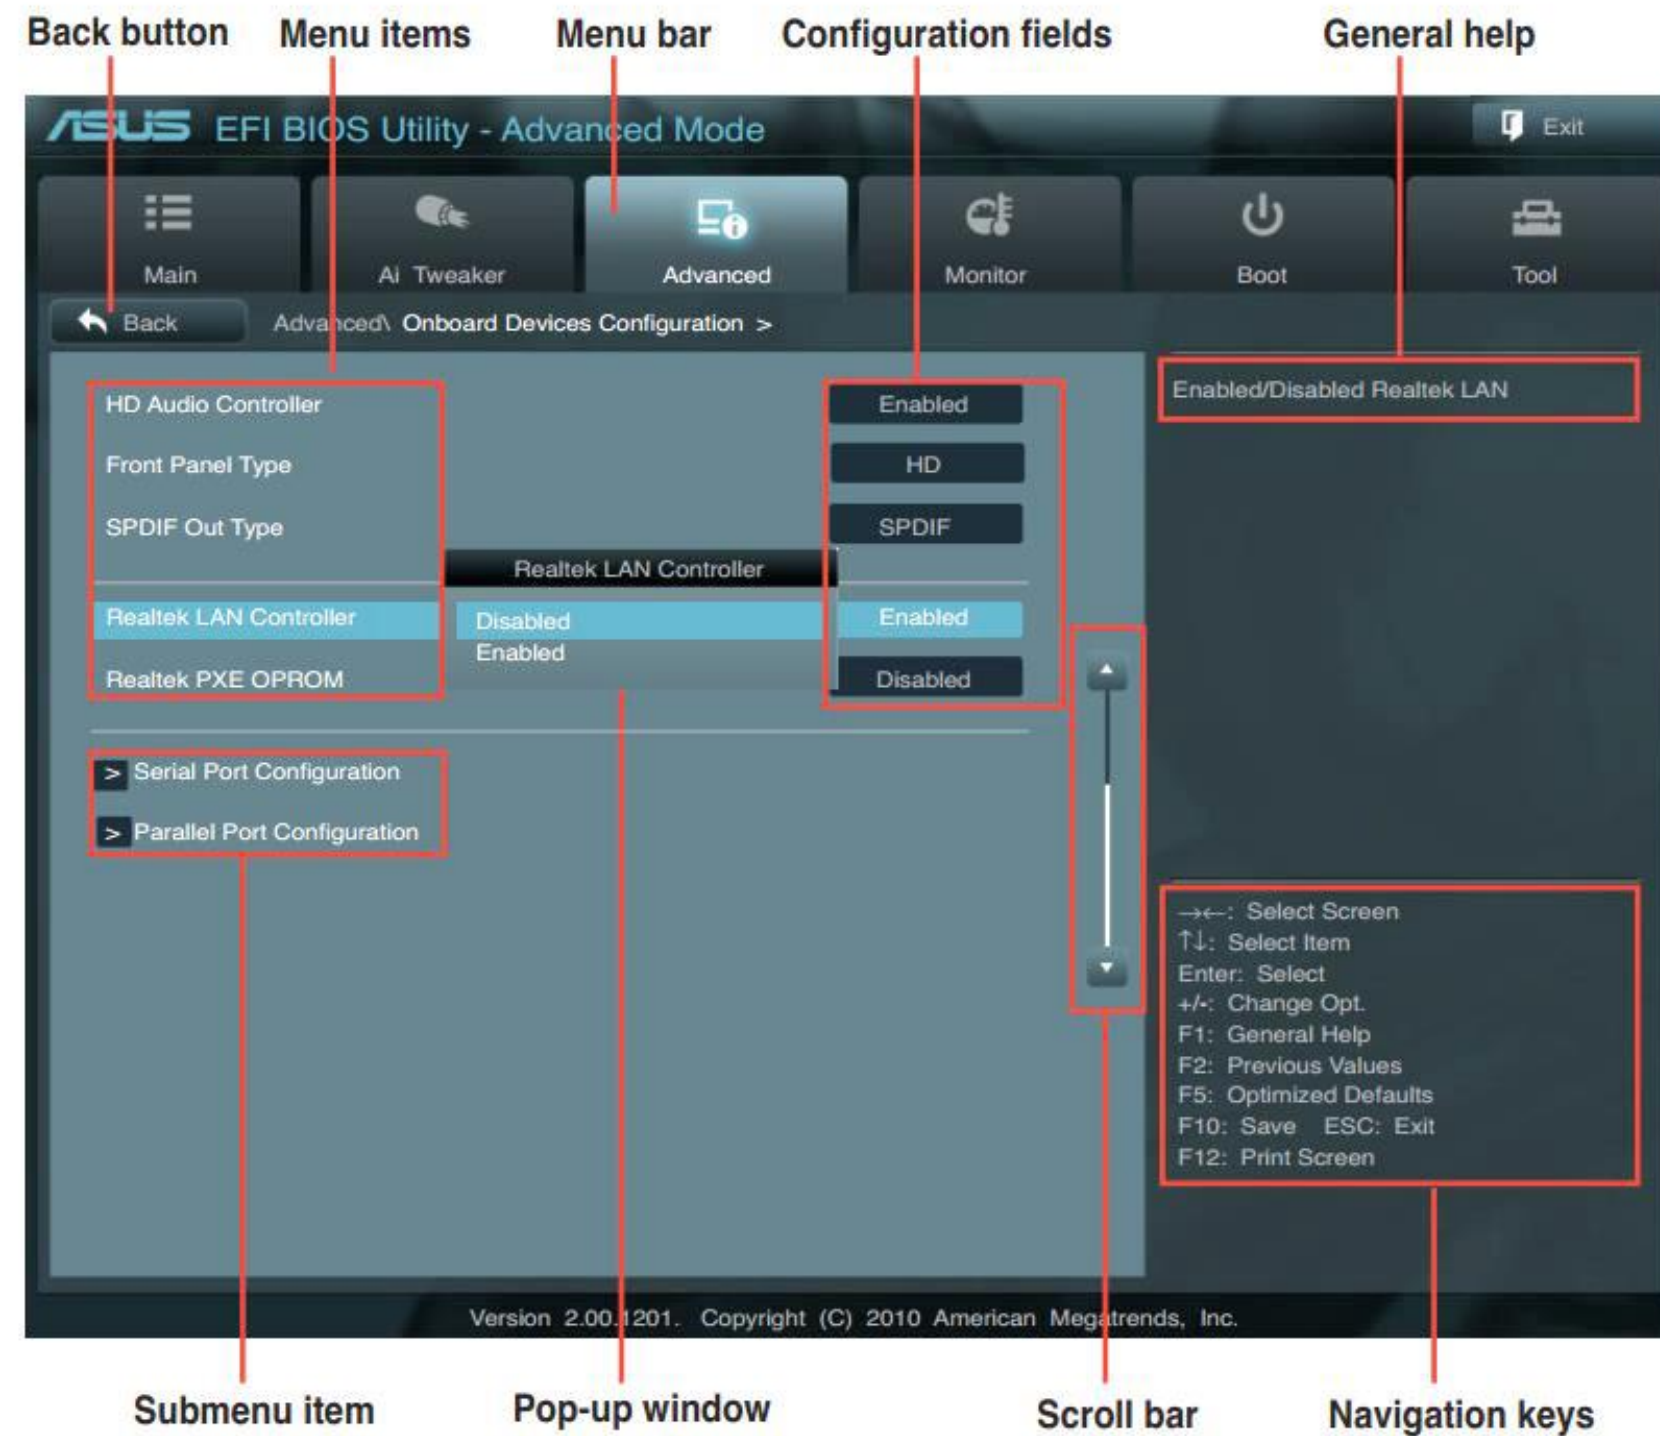 Back button Menu items Menu bar Configuration fields General help
ASUS EFI BIOS Utility - Advanced Mode Exit
Main Ai Tweaker Advanced Monitor Boot Tool
Back Advanced\ Onboard Devices Configuration >
HD Audio Controller Enabled
Enabled/Disabled Realtek LAN
Front Panel Type HD
SPDIF Out Type SPDIF
Realtek LAN Controller
Realtek LAN Controller Disabled Enabled
Enabled
Realtek PXE OPROM Disabled
> Serial Port Configuration
> Parallel Port Configuration
→←: Select Screen
↑↓: Select Item
Enter: Select
+/-: Change Opt.
F1: General Help
F2: Previous Values
F5: Optimized Defaults
F10: Save ESC: Exit
F12: Print Screen
Version 2.00.1201. Copyright (C) 2010 American Megatrends, Inc.
Submenu item Pop-up window Scroll bar Navigation keys